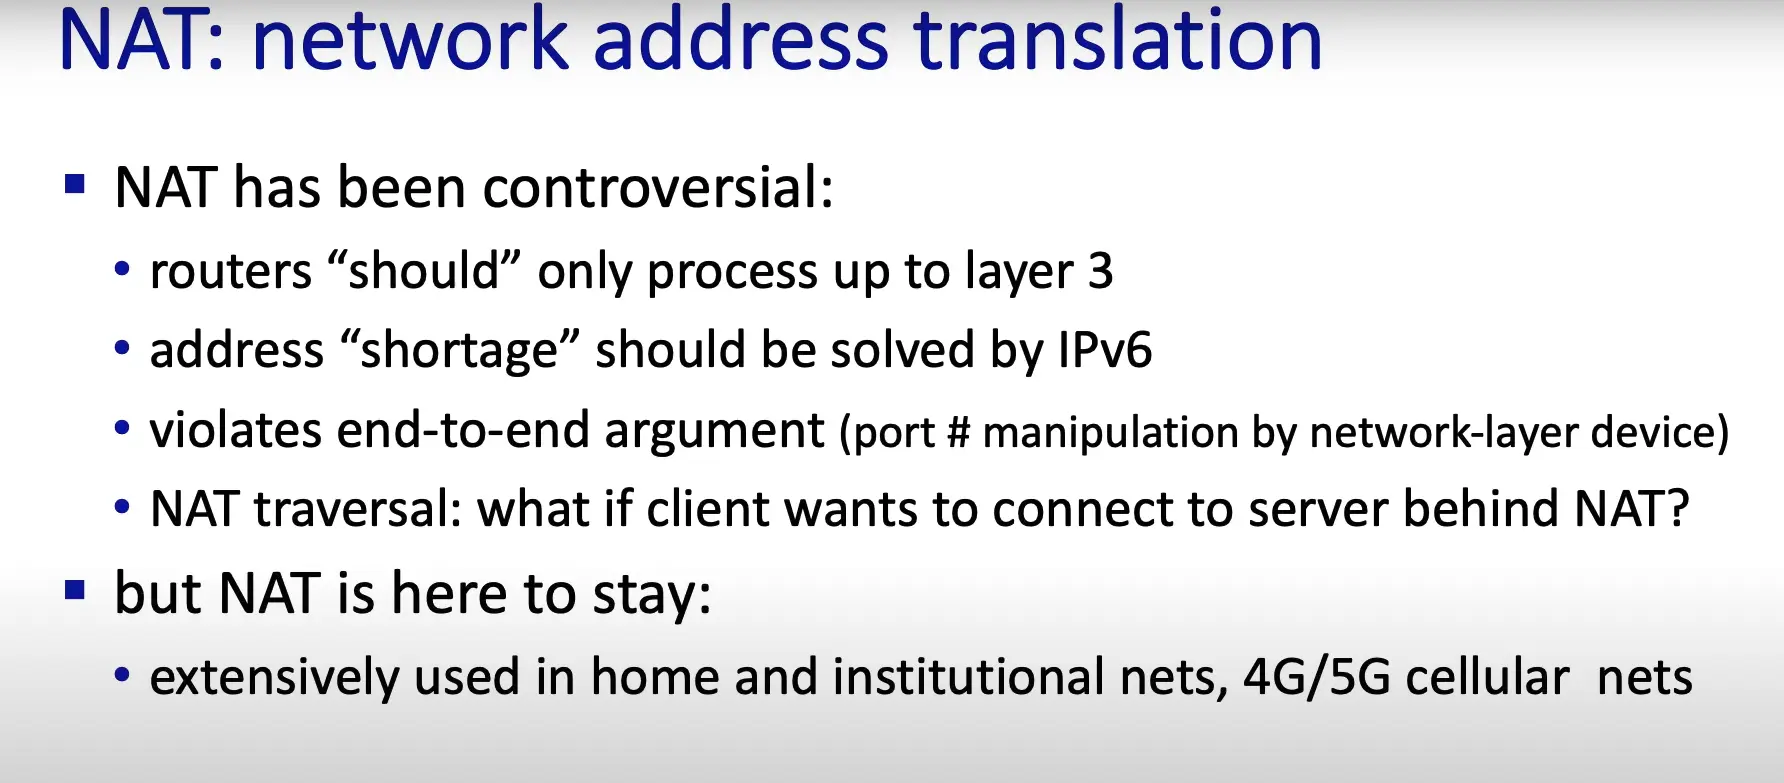 NAT: network address translation
▪ NAT has been controversial:
• routers “should” only process up to layer 3
• address “shortage” should be solved by IPv6
• violates end-to-end argument (port # manipulation by network-layer device)
• NAT traversal: what if client wants to connect to server behind NAT?
▪ but NAT is here to stay:
• extensively used in home and institutional nets, 4G/5G cellular  nets